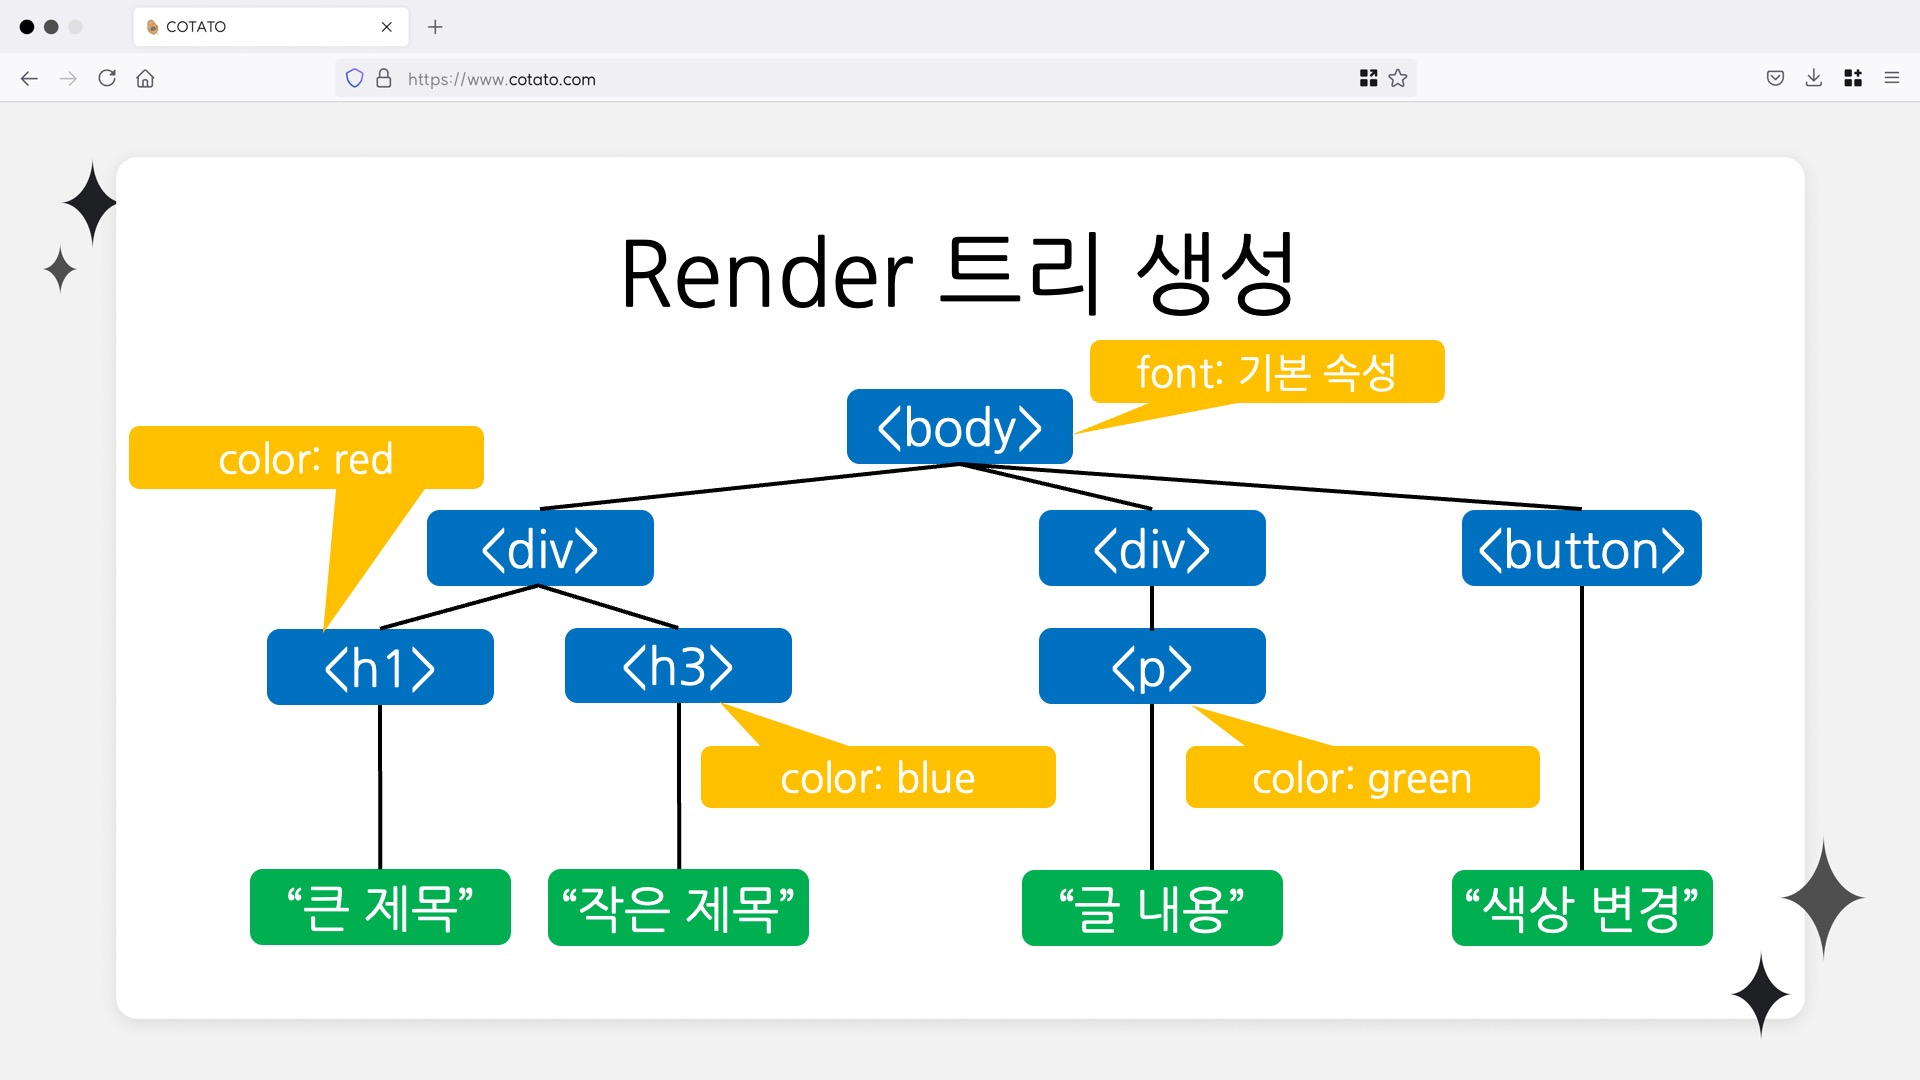 COTATO
https://www.cotato.com
Render 트리 생성
font: 기본 속성
<body>
color: red
<div>
<div>
<button>
<h1>
<h3>
<p>
color: blue
color: green
“큰 제목”
“작은 제목”
“글 내용”
“색상 변경”